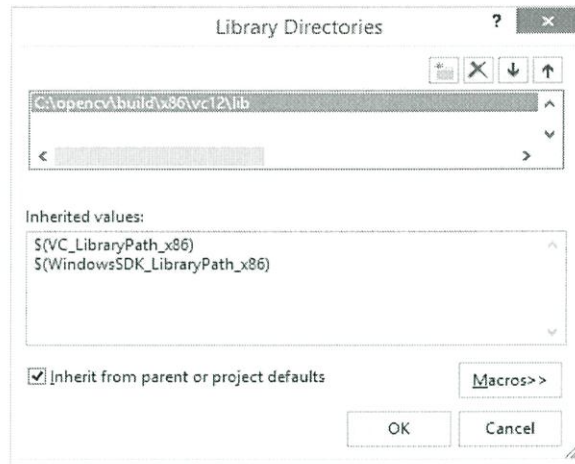 Library Directories
?
C:\opencv\build\x86\vc12\lib
Inherited values:
$(VC_LibraryPath_x86)
$(WindowsSDK_LibraryPath_x86)
Inherit from parent or project defaults
Macros>>
OK
Cancel